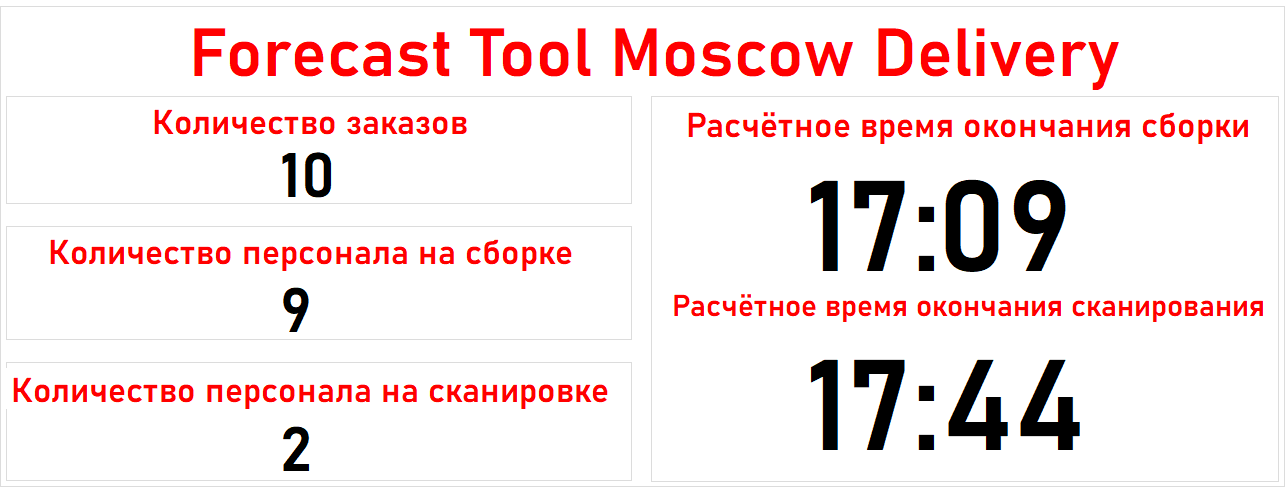 Forecast Tool Moscow Delivery
Количество заказов
10
Количество персонала на сборке
9
Количество персонала на сканировке
2
Расчётное время окончания сборки
17:09
Расчётное время окончания сканирования
17:44